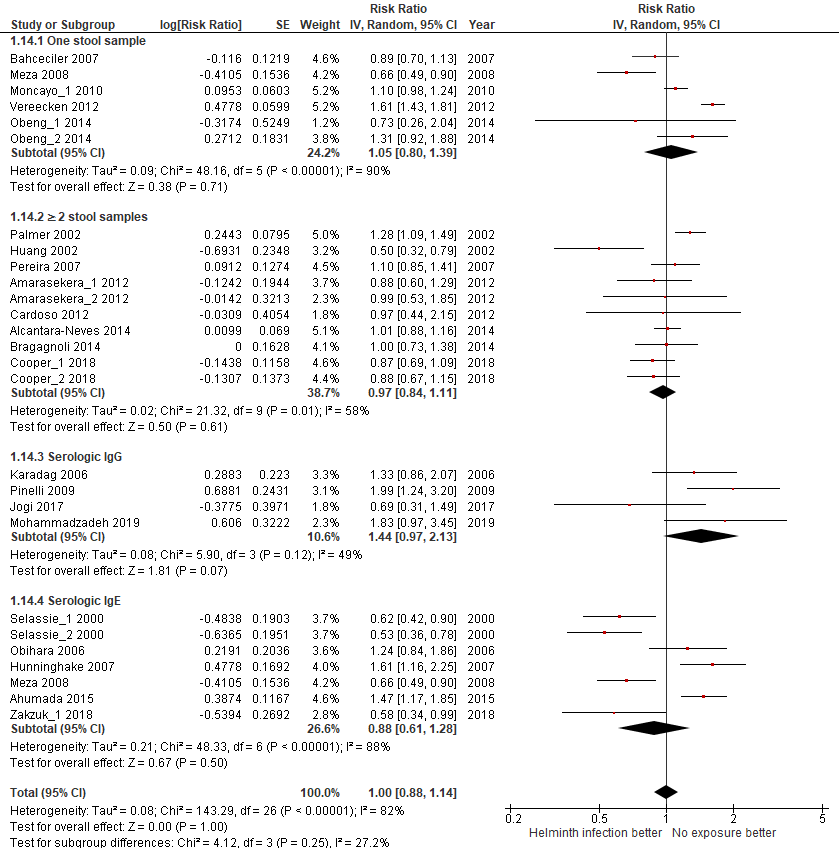 Risk Ratio Risk Ratio
Study or Subgroup log[Risk Ratio] SE Weight IV, Random, 95% CI Year IV, Random, 95% CI
1.14.1 One stool sample
Bahceciler 2007 -0.116 0.1219 4.6% 0.89 [0.70, 1.13] 2007
Meza 2008 -0.4105 0.1536 4.2% 0.66 [0.49, 0.90] 2008
Moncayo_1 2010 0.0953 0.0603 5.2% 1.10 [0.98, 1.24] 2010
Vereecken 2012 0.4778 0.0599 5.2% 1.61 [1.43, 1.81] 2012
Obeng_1 2014 -0.3174 0.5249 1.2% 0.73 [0.26, 2.04] 2014
Obeng_2 2014 0.2712 0.1831 3.8% 1.31 [0.92, 1.88] 2014
Subtotal (95% CI) 24.2% 1.05 [0.80, 1.39]
Heterogeneity: Tau² = 0.09; Chi² = 48.16, df = 5 (P < 0.00001); I² = 90%
Test for overall effect: Z = 0.38 (P = 0.71)
1.14.2 ≥ 2 stool samples
Palmer 2002 0.2443 0.0795 5.0% 1.28 [1.09, 1.49] 2002
Huang 2002 -0.6931 0.2348 3.2% 0.50 [0.32, 0.79] 2002
Pereira 2007 0.0912 0.1274 4.5% 1.10 [0.85, 1.41] 2007
Amarasekera_1 2012 -0.1242 0.1944 3.7% 0.88 [0.60, 1.29] 2012
Amarasekera_2 2012 -0.0142 0.3213 2.3% 0.99 [0.53, 1.85] 2012
Cardoso 2012 -0.0309 0.4054 1.8% 0.97 [0.44, 2.15] 2012
Alcantara-Neves 2014 0.0099 0.069 5.1% 1.01 [0.88, 1.16] 2014
Bragagnoli 2014 0 0.1628 4.1% 1.00 [0.73, 1.38] 2014
Cooper_1 2018 -0.1438 0.1158 4.6% 0.87 [0.69, 1.09] 2018
Cooper_2 2018 -0.1307 0.1373 4.4% 0.88 [0.67, 1.15] 2018
Subtotal (95% CI) 38.7% 0.97 [0.84, 1.11]
Heterogeneity: Tau² = 0.02; Chi² = 21.32, df = 9 (P = 0.01); I² = 58%
Test for overall effect: Z = 0.50 (P = 0.61)
1.14.3 Serologic IgG
Karadag 2006 0.2883 0.223 3.3% 1.33 [0.86, 2.07] 2006
Pinelli 2009 0.6881 0.2431 3.1% 1.99 [1.24, 3.20] 2009
Jogi 2017 -0.3775 0.3971 1.8% 0.69 [0.31, 1.49] 2017
Mohammadzadeh 2019 0.606 0.3222 2.3% 1.83 [0.97, 3.45] 2019
Subtotal (95% CI) 10.6% 1.44 [0.97, 2.13]
Heterogeneity: Tau² = 0.08; Chi² = 5.90, df = 3 (P = 0.12); I² = 49%
Test for overall effect: Z = 1.81 (P = 0.07)
1.14.4 Serologic IgE
Selassie_1 2000 -0.4838 0.1903 3.7% 0.62 [0.42, 0.90] 2000
Selassie_2 2000 -0.6365 0.1951 3.7% 0.53 [0.36, 0.78] 2000
Obihara 2006 0.2191 0.2036 3.6% 1.24 [0.84, 1.86] 2006
Hunninghake 2007 0.4778 0.1692 4.0% 1.61 [1.16, 2.25] 2007
Meza 2008 -0.4105 0.1536 4.2% 0.66 [0.49, 0.90] 2008
Ahumada 2015 0.3874 0.1167 4.6% 1.47 [1.17, 1.85] 2015
Zakzuk_1 2018 -0.5394 0.2692 2.8% 0.58 [0.34, 0.99] 2018
Subtotal (95% CI) 26.6% 0.88 [0.61, 1.28]
Heterogeneity: Tau² = 0.21; Chi² = 48.33, df = 6 (P < 0.00001); I² = 88%
Test for overall effect: Z = 0.67 (P = 0.50)
Total (95% CI) 100.0% 1.00 [0.88, 1.14]
Heterogeneity: Tau² = 0.08; Chi² = 143.29, df = 26 (P < 0.00001); I² = 82%
Test for overall effect: Z = 0.00 (P = 1.00)
Test for subgroup differences: Chi² = 4.12, df = 3 (P = 0.25), I² = 27.2%
0.2 0.5 1 2 5
Helminth infection better No exposure better